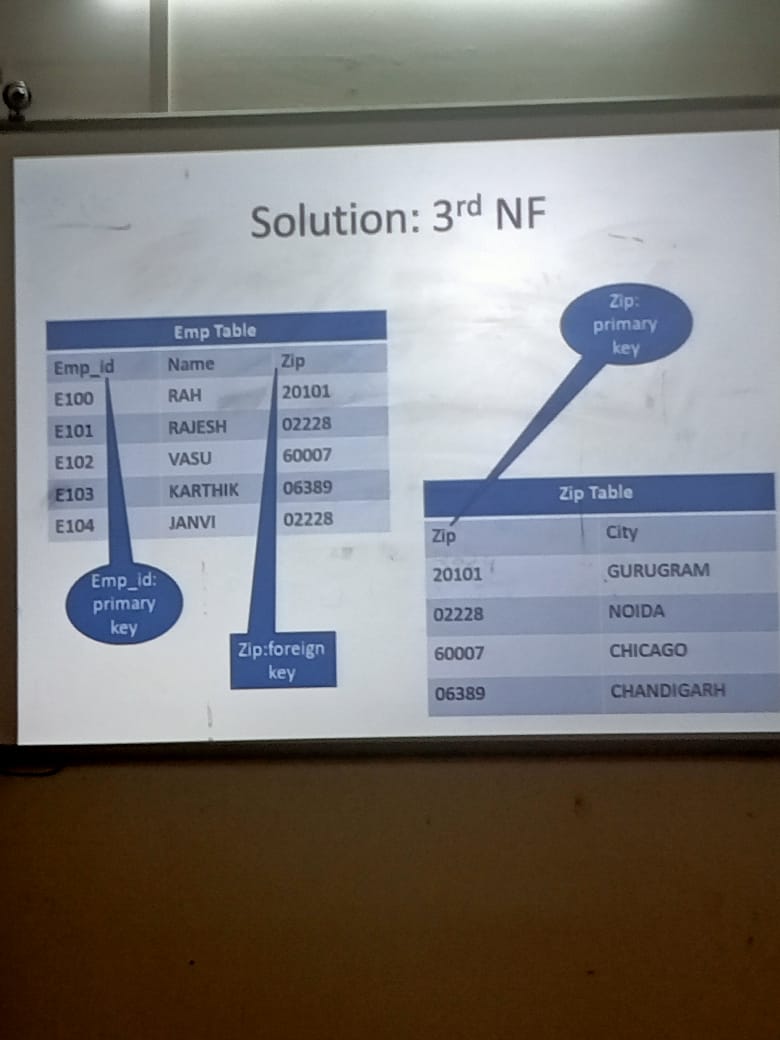 Solution: 3rd NF
Emp Table
Emp_id Name Zip
E100 RAH 20101
E101 RAJESH 02228
E102 VASU 60007
E103 KARTHIK 06389
E104 JANVI 02228
Emp_id:
primary
key
Zip:foreign
key
Zip:
primary
key
Zip Table
Zip City
20101 GURUGRAM
02228 NOIDA
60007 CHICAGO
06389 CHANDIGARH